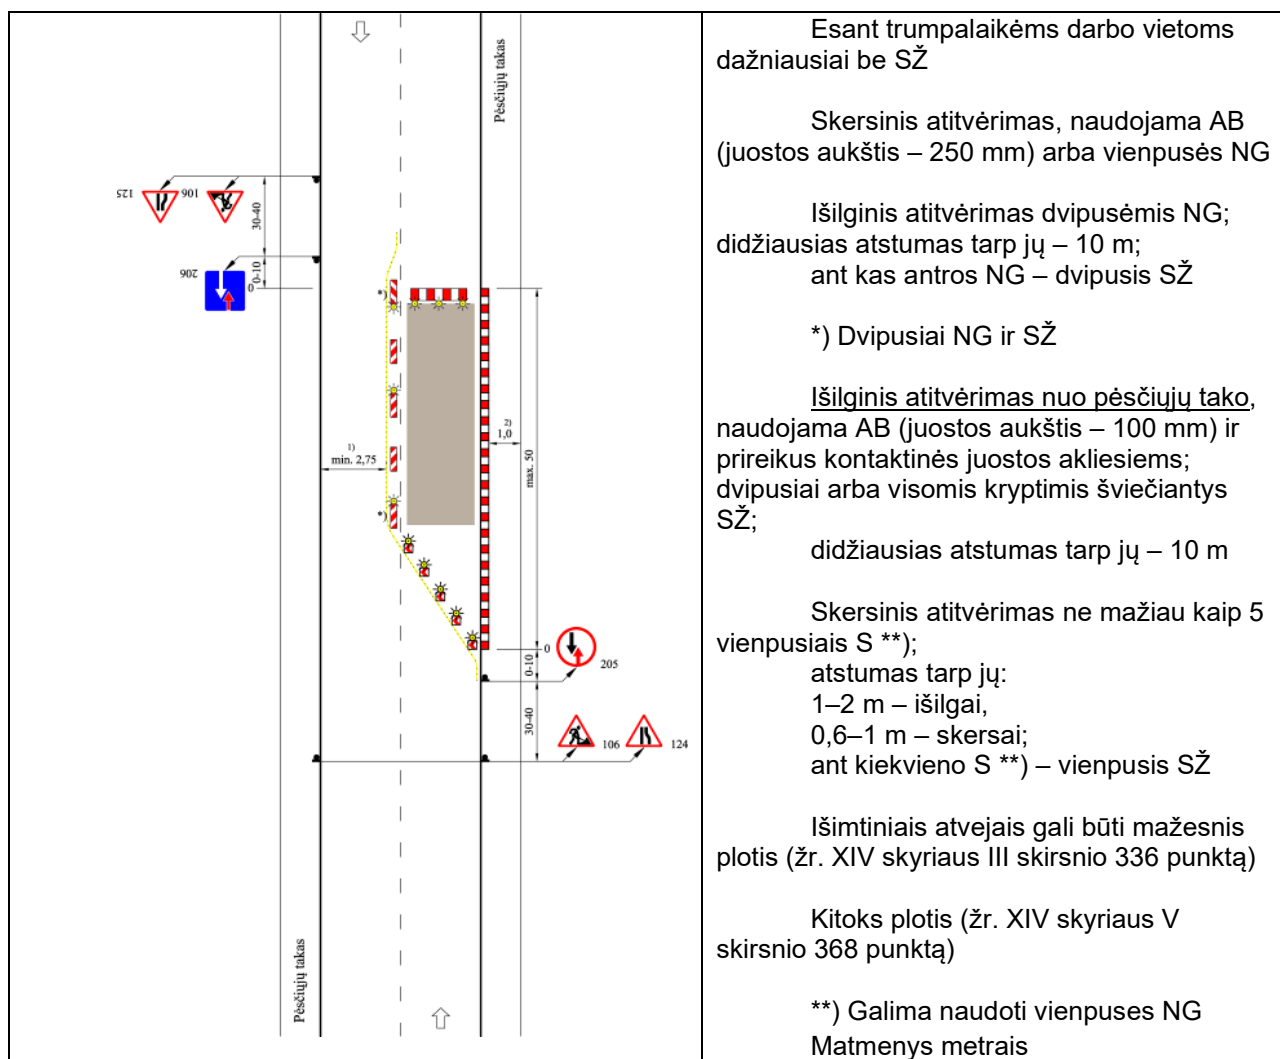 Pėsčiųjų takas
125
106
30-40
206
0-10
0
*)
1)
min. 2,75
2)
1,0
max. 50
*)
0
205
0-10
30-40
106
124
Pėsčiųjų takas
Esant trumpalaikėms darbo vietoms
dažniausiai be SŽ
Skersinis atitvėrimas, naudojama AB
(juostos aukštis – 250 mm) arba vienpusės NG
Išilginis atitvėrimas dvipusėmis NG;
didžiausias atstumas tarp jų – 10 m;
ant kas antros NG – dvipusis SŽ
*) Dvipusiai NG ir SŽ
Išilginis atitvėrimas nuo pėsčiųjų tako,
naudojama AB (juostos aukštis – 100 mm) ir
prireikus kontaktinės juostos akliesiems;
dvipusiai arba visomis kryptimis šviečiantys
SŽ;
didžiausias atstumas tarp jų – 10 m
Skersinis atitvėrimas ne mažiau kaip 5
vienpusiais S **);
atstumas tarp jų:
1–2 m – išilgai,
0,6–1 m – skersai;
ant kiekvieno S **) – vienpusis SŽ
Išimtiniais atvejais gali būti mažesnis
plotis (žr. XIV skyriaus III skirsnio 336 punktą)
Kitoks plotis (žr. XIV skyriaus V
skirsnio 368 punktą)
**) Galima naudoti vienpuses NG
Matmenys metrais